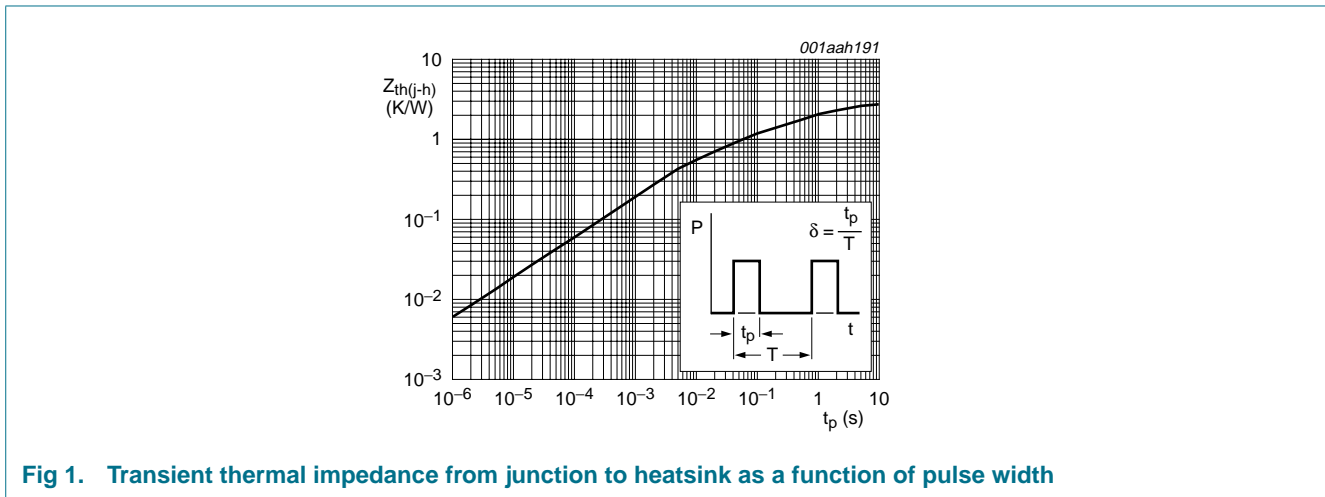 001aah191
10
Zth(j-h)
(K/W)
1
10−1
10−2
10−3
10−6 10−5 10−4 10−3 10−2 10−1 1 10
tp (s)
P
δ = tp
T
t
tp
T
Fig 1. Transient thermal impedance from junction to heatsink as a function of pulse width